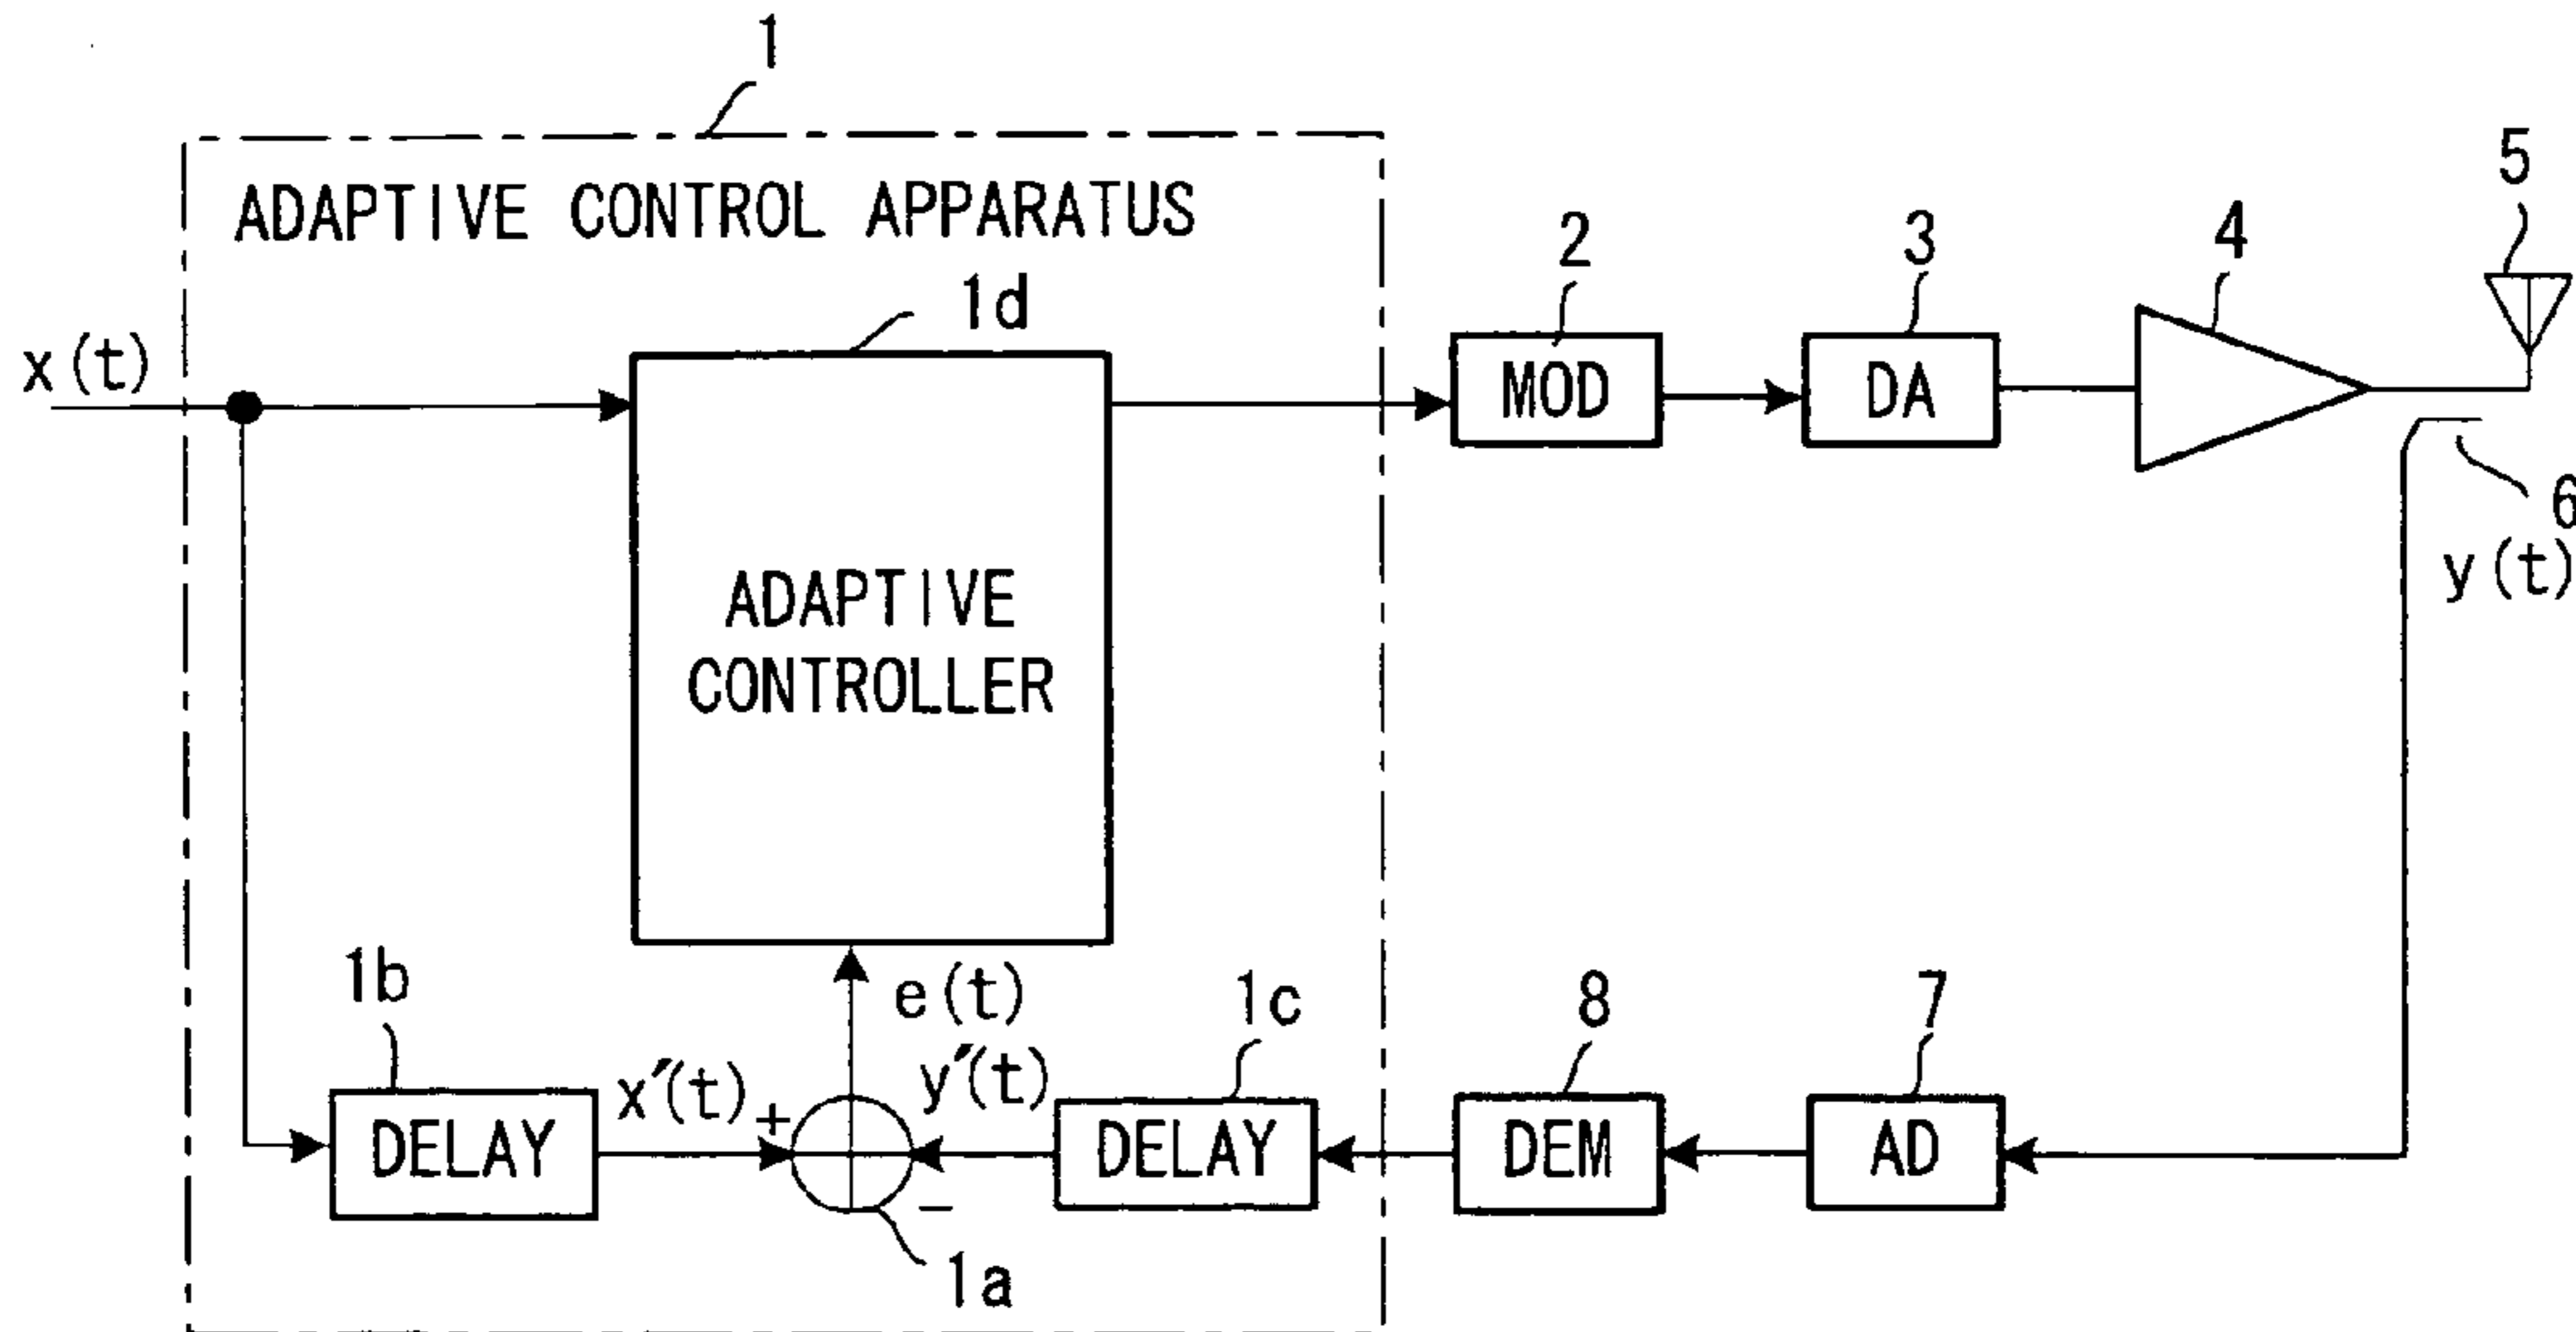 1
ADAPTIVE CONTROL APPARATUS
5
4
3
2
1d
x(t)
MOD
DA
6
y(t)
ADAPTIVE
CONTROLLER
1b
e(t)
1c
8
7
x″(t)
+
y″(t)
DELAY
DELAY
DEM
AD
−
1a